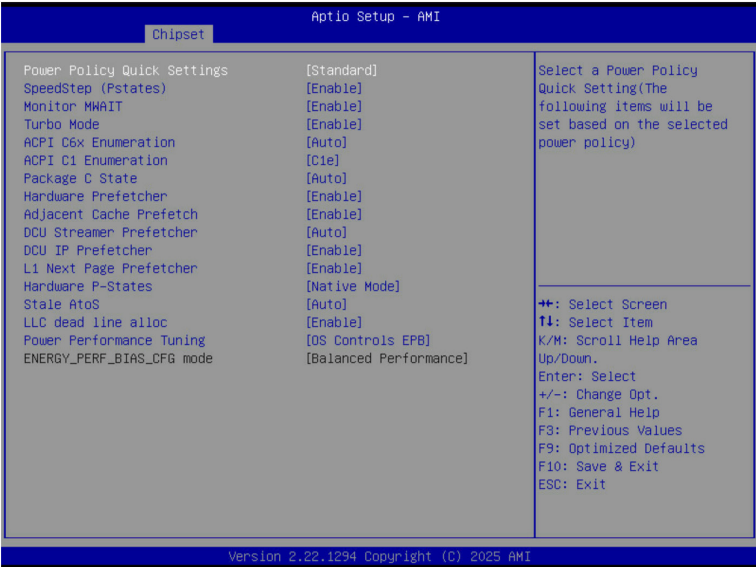 Aptio Setup – AMI
Chipset
Power Policy Quick Settings [Standard]
SpeedStep (Pstates) [Enable]
Monitor MWAIT [Enable]
Turbo Mode [Enable]
ACPI C6x Enumeration [Auto]
ACPI C1 Enumeration [C1e]
Package C State [Auto]
Hardware Prefetcher [Enable]
Adjacent Cache Prefetch [Enable]
DCU Streamer Prefetcher [Auto]
DCU IP Prefetcher [Enable]
L1 Next Page Prefetcher [Enable]
Hardware P-States [Native Mode]
Stale AtoS [Auto]
LLC dead line alloc [Enable]
Power Performance Tuning [OS Controls EPB]
ENERGY_PERF_BIAS_CFG mode [Balanced Performance]
Select a Power Policy
Quick Setting(The
following items will be
set based on the selected
power policy)
→←: Select Screen
↑↓: Select Item
K/M: Scroll Help Area
Up/Down.
Enter: Select
+/-: Change Opt.
F1: General Help
F3: Previous Values
F9: Optimized Defaults
F10: Save & Exit
ESC: Exit
Version 2.22.1294 Copyright (C) 2025 AMI